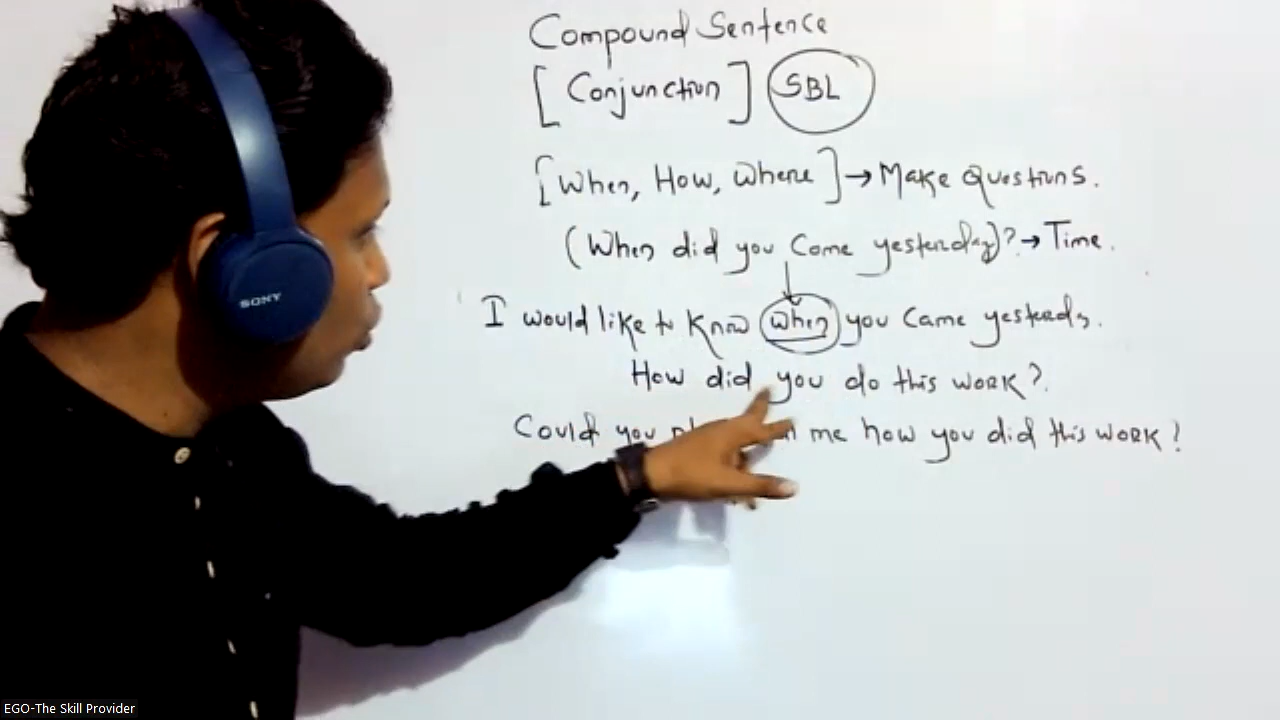 Compound Sentence
[Conjunction] SBL
[When, How, Where] → Make Questions.
(When did you Come yesterday)? → Time.
I would like to know when you Came yesterday.
How did you do this work?
Could you me how you did this work?
SONY
EGO-The Skill Provider